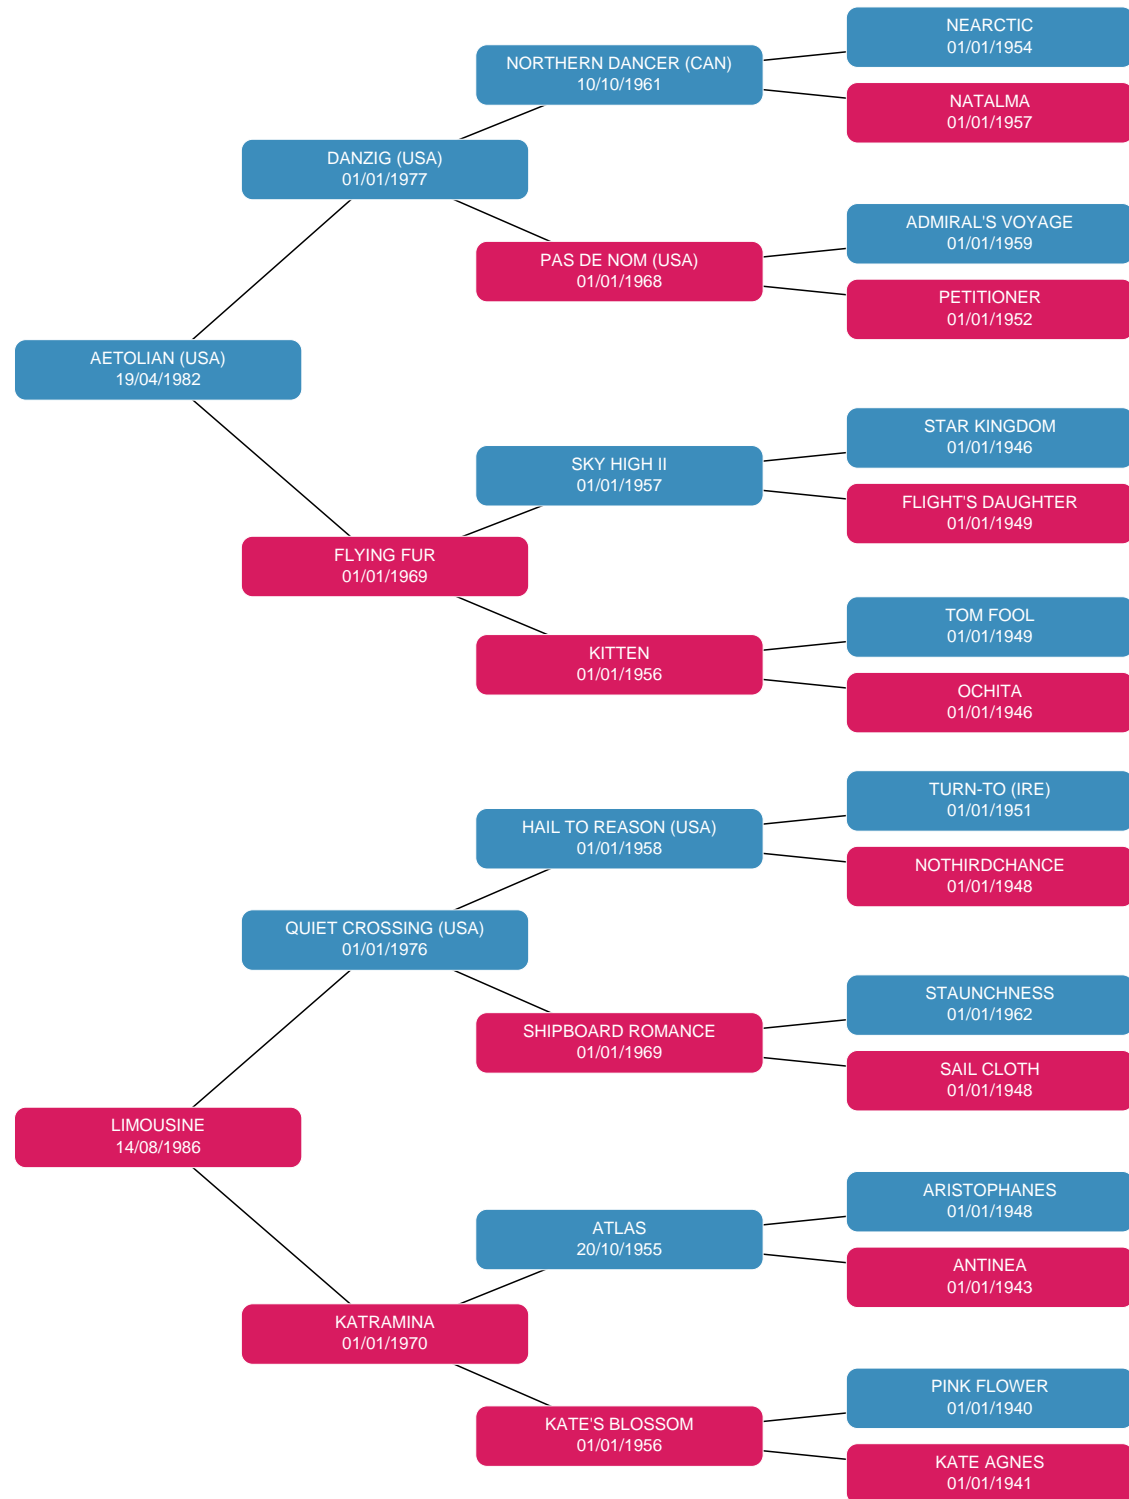 NEARCTIC
01/01/1954
NORTHERN DANCER (CAN)
10/10/1961
NATALMA
01/01/1957
DANZIG (USA)
01/01/1977
ADMIRAL'S VOYAGE
01/01/1959
PAS DE NOM (USA)
01/01/1968
PETITIONER
01/01/1952
AETOLIAN (USA)
19/04/1982
STAR KINGDOM
01/01/1946
SKY HIGH II
01/01/1957
FLIGHT'S DAUGHTER
01/01/1949
FLYING FUR
01/01/1969
TOM FOOL
01/01/1949
KITTEN
01/01/1956
OCHITA
01/01/1946
TURN-TO (IRE)
01/01/1951
HAIL TO REASON (USA)
01/01/1958
NOTHIRDCHANCE
01/01/1948
QUIET CROSSING (USA)
01/01/1976
STAUNCHNESS
01/01/1962
SHIPBOARD ROMANCE
01/01/1969
SAIL CLOTH
01/01/1948
LIMOUSINE
14/08/1986
ARISTOPHANES
01/01/1948
ATLAS
20/10/1955
ANTINEA
01/01/1943
KATRAMINA
01/01/1970
PINK FLOWER
01/01/1940
KATE'S BLOSSOM
01/01/1956
KATE AGNES
01/01/1941